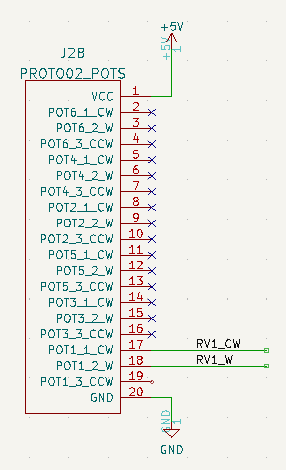 +5V
+5V
1
J2B
PROTO02_POTS
VCC 1
POT6_1_CW 2
POT6_2_W 3
POT6_3_CCW 4
POT4_1_CW 5
POT4_2_W 6
POT4_3_CCW 7
POT2_1_CW 8
POT2_2_W 9
POT2_3_CCW 10
POT5_1_CW 11
POT5_2_W 12
POT5_3_CCW 13
POT3_1_CW 14
POT3_2_W 15
POT3_3_CCW 16
POT1_1_CW 17 RV1_CW
POT1_2_W 18 RV1_W
POT1_3_CCW 19
GND 20
GND
1
GND